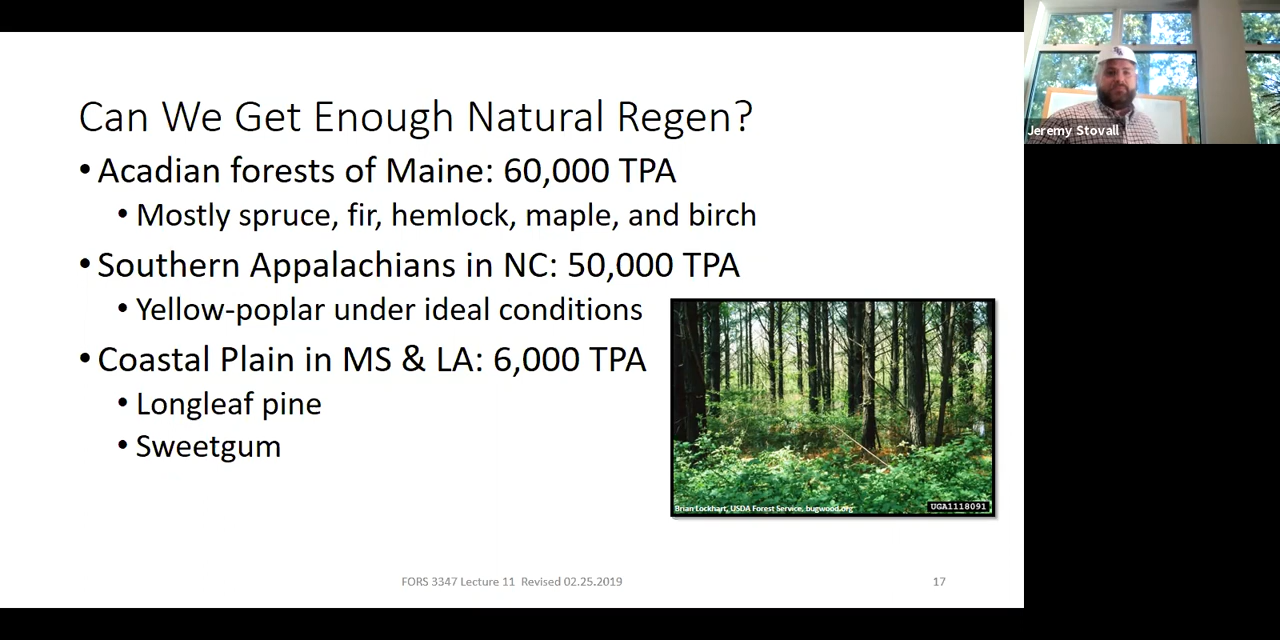 Can We Get Enough Natural Regen?
• Acadian forests of Maine: 60,000 TPA
• Mostly spruce, fir, hemlock, maple, and birch
• Southern Appalachians in NC: 50,000 TPA
• Yellow-poplar under ideal conditions
• Coastal Plain in MS & LA: 6,000 TPA
• Longleaf pine
• Sweetgum
Brian Lockhart, USDA Forest Service, bugwood.org
UGA1118091
FORS 3347 Lecture 11 Revised 02.25.2019
17
Jeremy Stovall